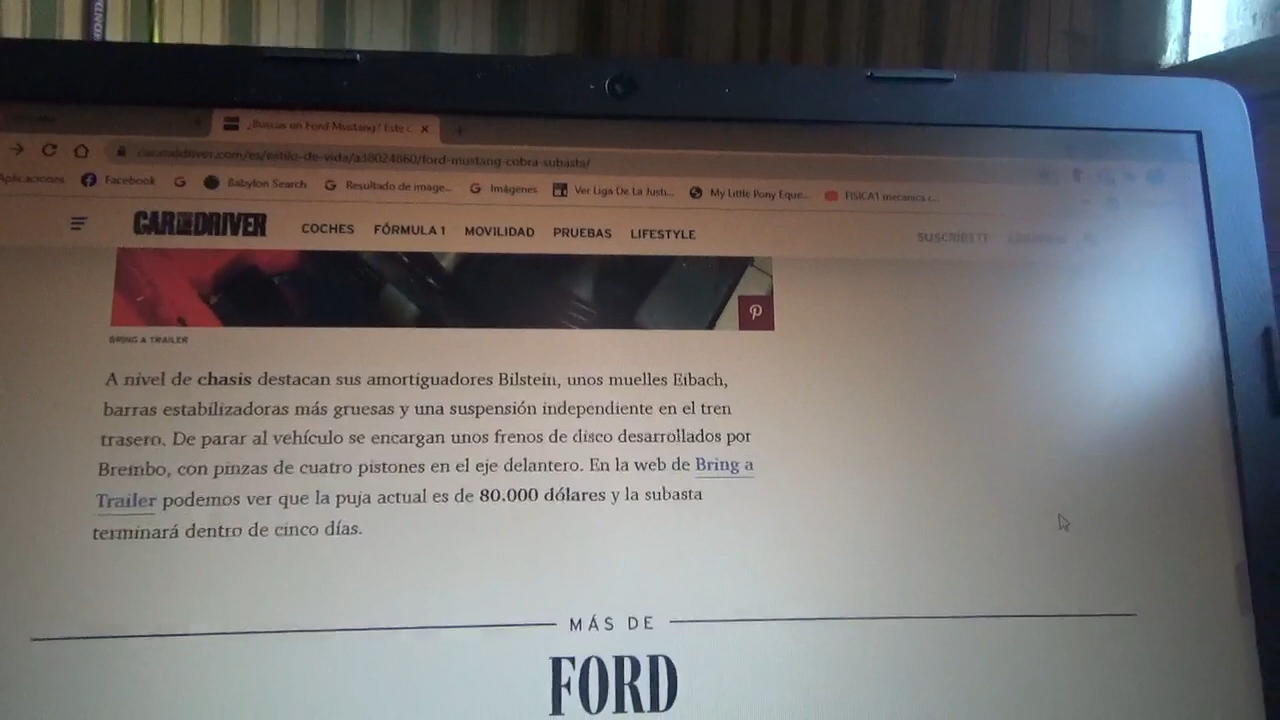 ¿Buscas un Ford Mustang? Este c
caranddriver.com/es/estilo-de-vida/a38024860/ford-mustang-cobra-subasta/
Aplicaciones Facebook Babylon Search Resultado de image... Imágenes Ver Liga De La Justi... My Little Pony Eque... FISICA1 mecanica c...
CAR AND DRIVER COCHES FÓRMULA 1 MOVILIDAD PRUEBAS LIFESTYLE SUSCRÍBETE
BRING A TRAILER
A nivel de chasis destacan sus amortiguadores Bilstein, unos muelles Eibach,
barras estabilizadoras más gruesas y una suspensión independiente en el tren
trasero. De parar al vehículo se encargan unos frenos de disco desarrollados por
Brembo, con pinzas de cuatro pistones en el eje delantero. En la web de Bring a
Trailer podemos ver que la puja actual es de 80.000 dólares y la subasta
terminará dentro de cinco días.
MÁS DE
FORD